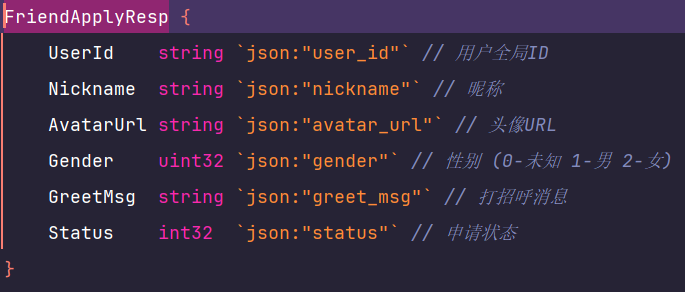 FriendApplyResp {
    UserId    string `json:"user_id"` // 用户全局ID
    Nickname  string `json:"nickname"` // 昵称
    AvatarUrl string `json:"avatar_url"` // 头像URL
    Gender    uint32 `json:"gender"` // 性别 (0-未知 1-男 2-女)
    GreetMsg  string `json:"greet_msg"` // 打招呼消息
    Status    int32  `json:"status"` // 申请状态
}